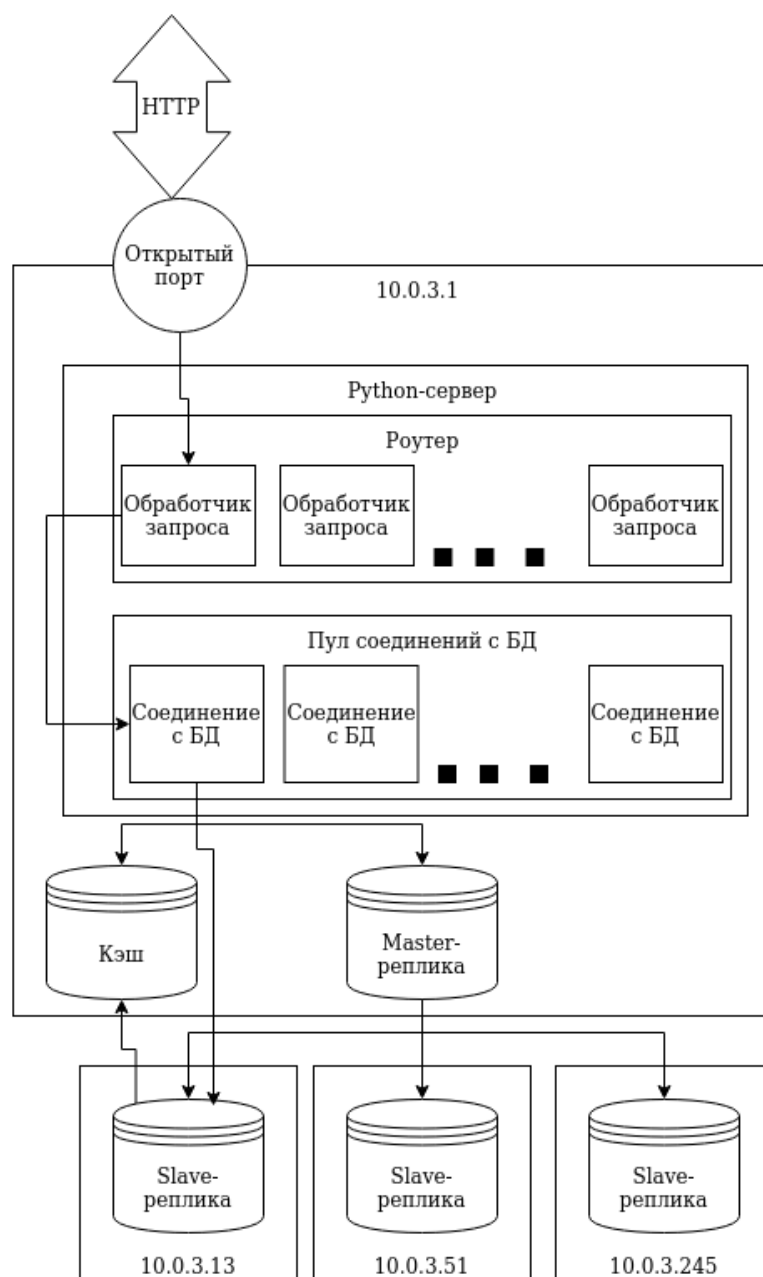 HTTP
Открытый
порт
10.0.3.1
Python-сервер
Роутер
Обработчик
запроса
Обработчик
запроса
Обработчик
запроса
Пул соединений с БД
Соединение
с БД
Соединение
с БД
Соединение
с БД
Кэш
Master-
реплика
Slave-
реплика
Slave-
реплика
Slave-
реплика
10.0.3.13
10.0.3.51
10.0.3.245